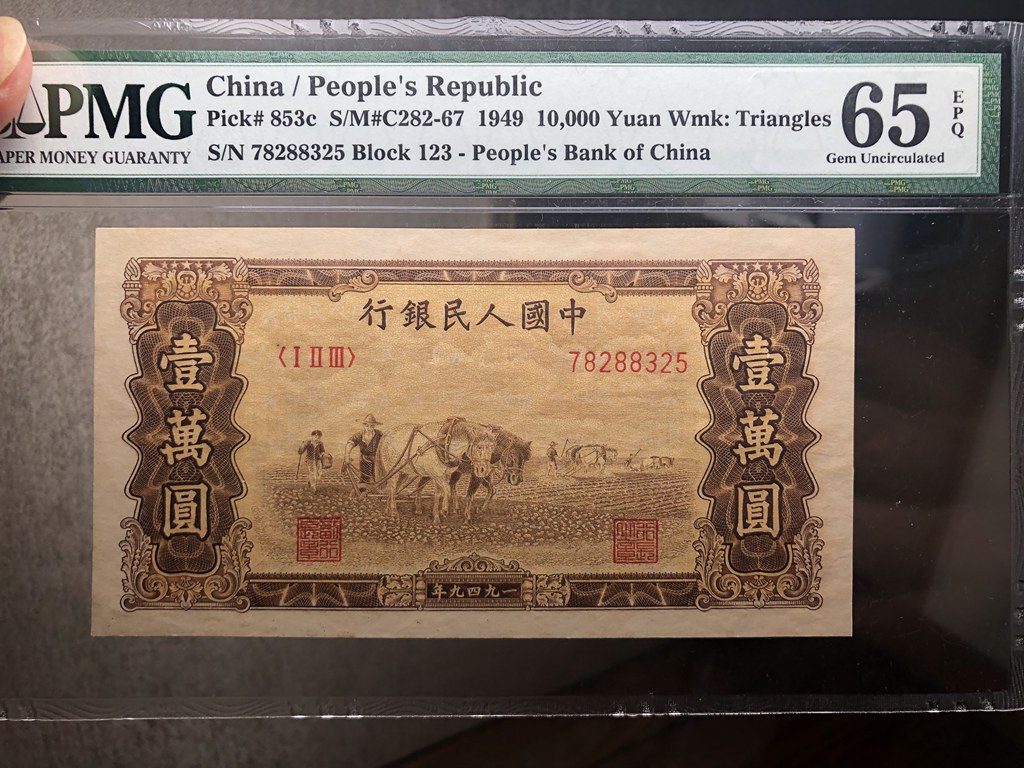 PMG
PAPER MONEY GUARANTY
China / People's Republic
Pick# 853c S/M#C282-67 1949 10,000 Yuan Wmk: Triangles
S/N 78288325 Block 123 - People's Bank of China
65
EPQ
Gem Uncirculated
行銀民人國中
〈I II III〉
78288325
壹萬圓
壹萬圓
年九四九一